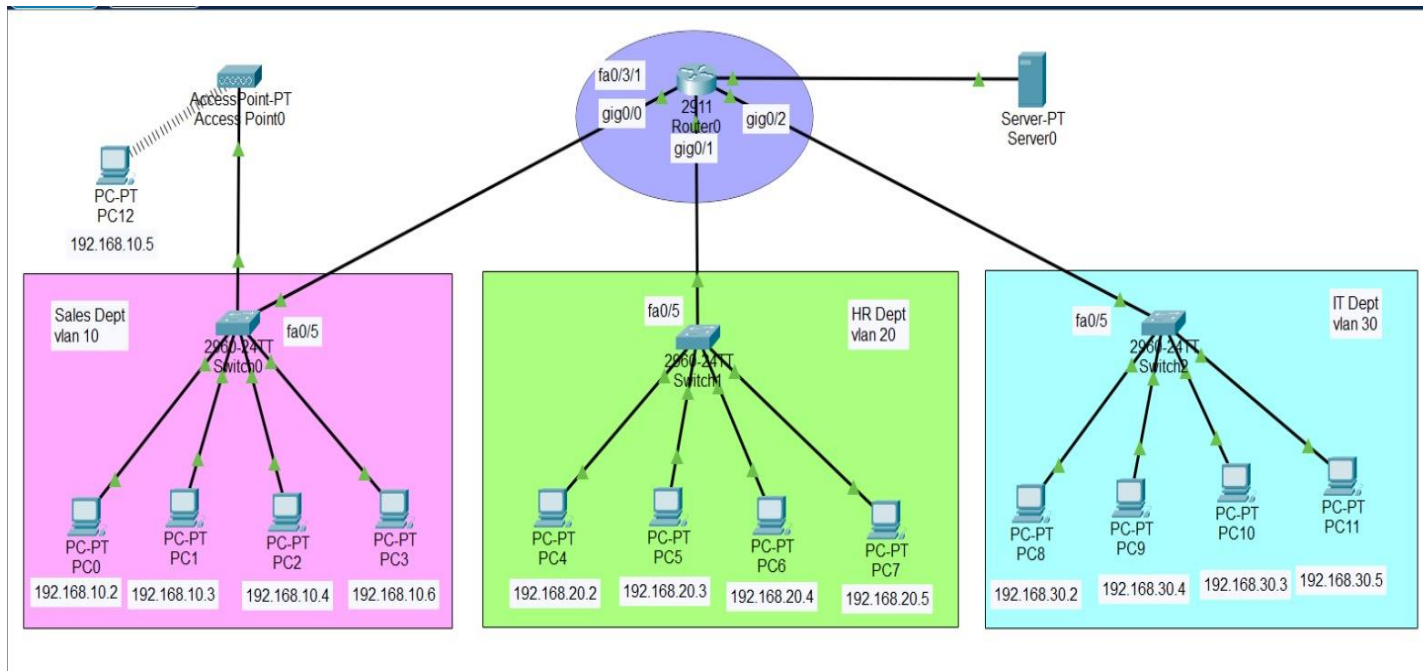 AccessPoint-PT
Access Point0
PC-PT
PC12
192.168.10.5
fa0/3/1
gig0/0
2911
Router0
gig0/1
gig0/2
Server-PT
Server0
Sales Dept
vlan 10
fa0/5
2960-24TT
Switch0
PC-PT
PC0
PC-PT
PC1
PC-PT
PC2
PC-PT
PC3
192.168.10.2
192.168.10.3
192.168.10.4
192.168.10.6
fa0/5
HR Dept
vlan 20
2960-24TT
Switch1
PC-PT
PC4
PC-PT
PC5
PC-PT
PC6
PC-PT
PC7
192.168.20.2
192.168.20.3
192.168.20.4
192.168.20.5
fa0/5
IT Dept
vlan 30
2960-24TT
Switch2
PC-PT
PC8
PC-PT
PC9
PC-PT
PC10
PC-PT
PC11
192.168.30.2
192.168.30.4
192.168.30.3
192.168.30.5